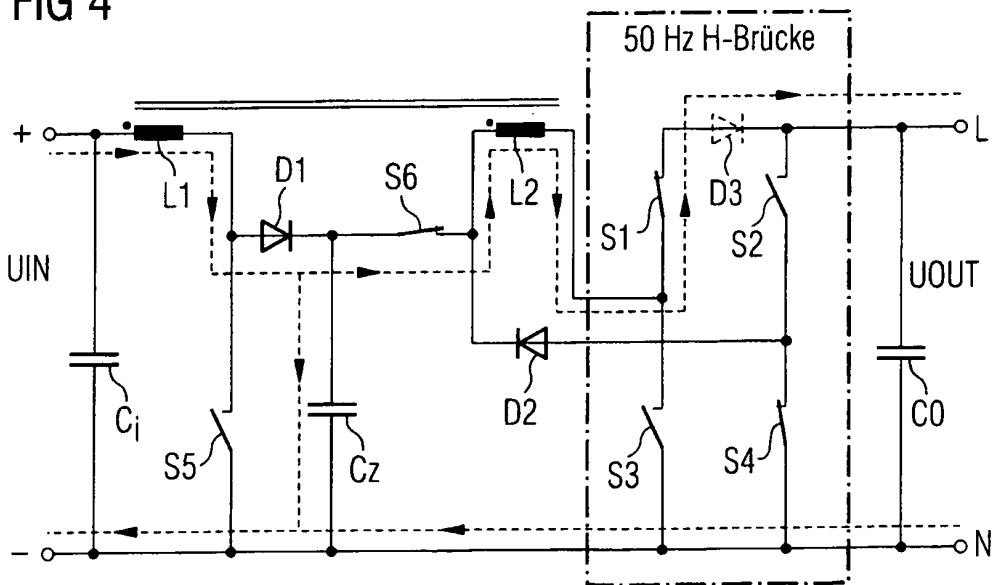 FIG 4
50 Hz H-Brücke
+
L1
D1
S6
L2
D3
L
S1
S2
UIN
UOUT
Ci
S5
Cz
D2
S3
S4
C0
-
N